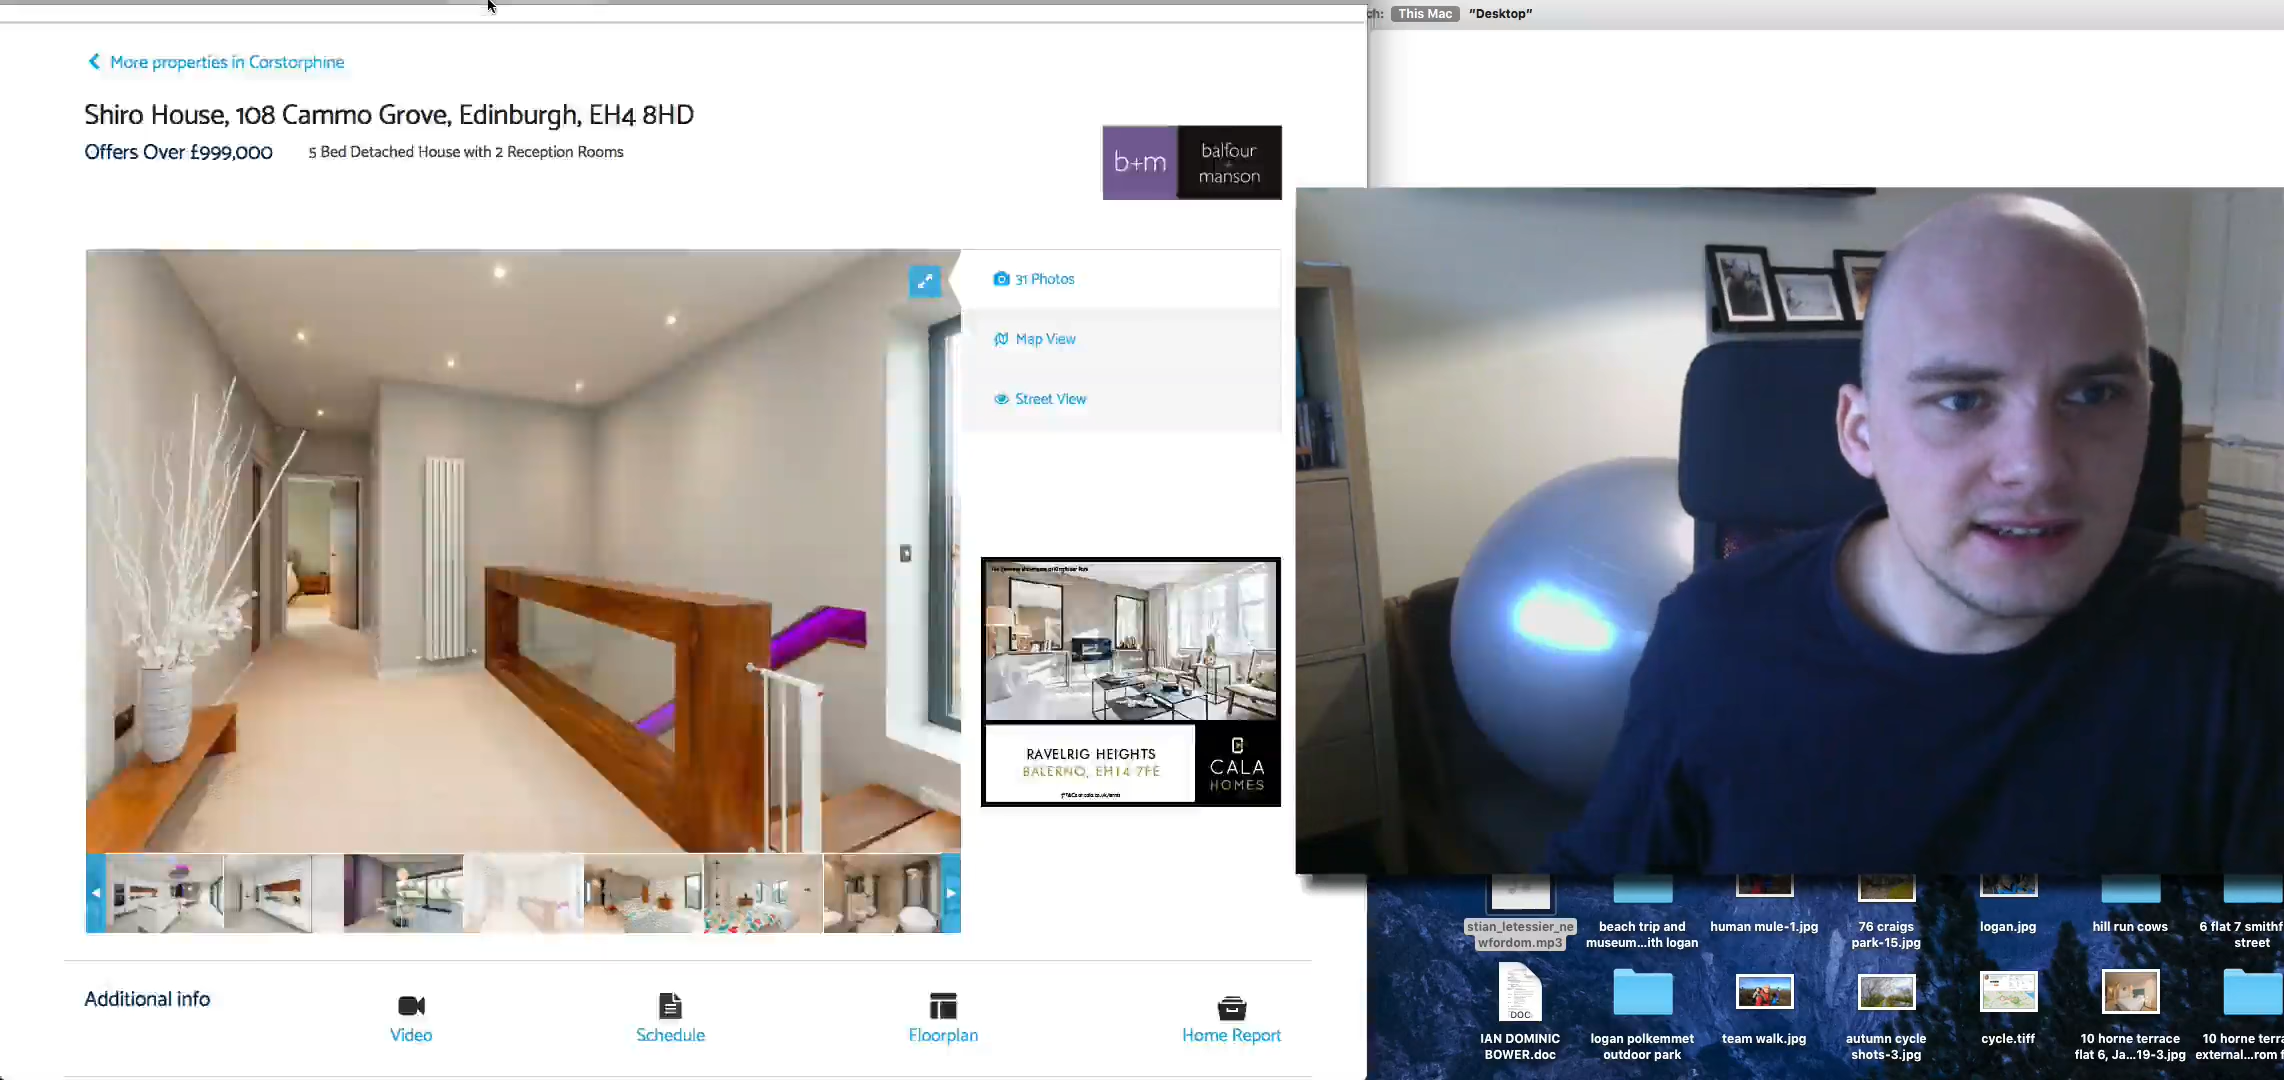 ch: This Mac "Desktop"
More properties in Corstorphine
Shiro House, 108 Cammo Grove, Edinburgh, EH4 8HD
Offers Over £999,000 5 Bed Detached House with 2 Reception Rooms
b+m balfour + manson
31 Photos
Map View
Street View
RAVELRIG HEIGHTS
BALERNO, EH14 7FE
CALA
HOMES
Additional info
Video
Schedule
Floorplan
Home Report
stian_letessier_ne
wfordom.mp3
beach trip and
museum...ith logan
human mule-1.jpg
76 craigs
park-15.jpg
logan.jpg
hill run cows
6 flat 7 smithf
street
DOC
IAN DOMINIC
BOWER.doc
logan polkemmet
outdoor park
team walk.jpg
autumn cycle
shots-3.jpg
cycle.tiff
10 horne terrace
flat 6, Ja...19-3.jpg
10 horne terra
external...rom f